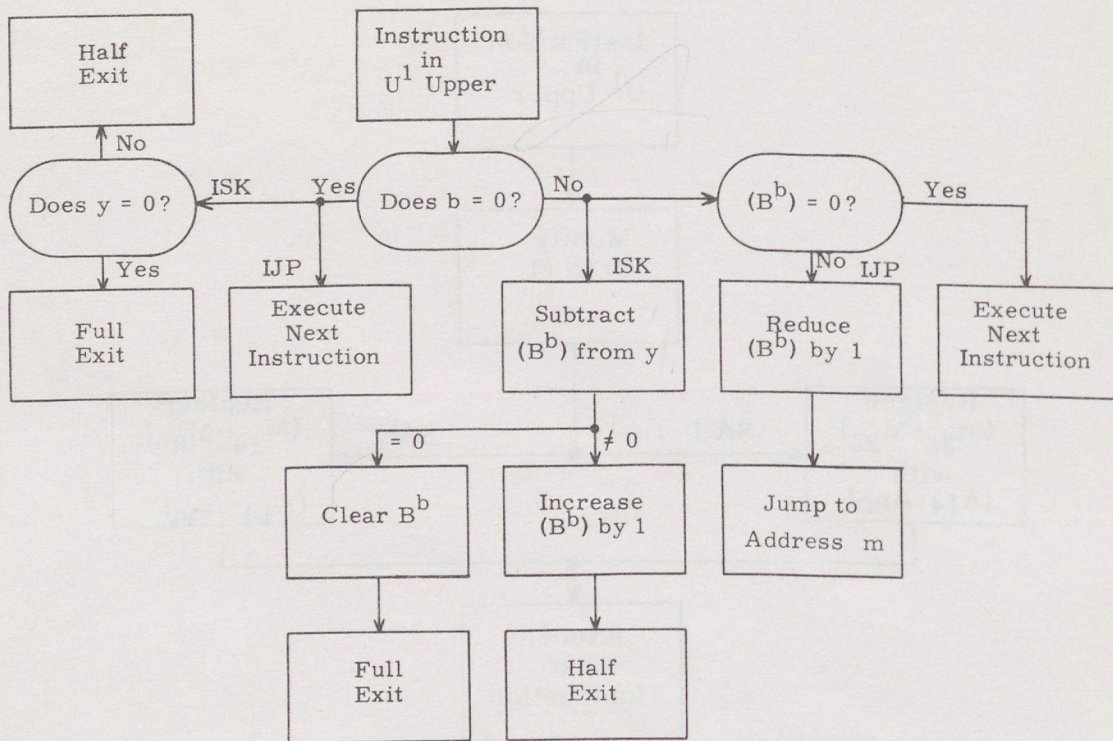 Half
Exit
Instruction
in
U¹ Upper
No
Does y = 0?
ISK
Yes
Does b = 0?
No
(Bᵇ) = 0?
Yes
Yes
IJP
ISK
No
IJP
Full
Exit
Execute
Next
Instruction
Subtract
(Bᵇ) from y
Reduce
(Bᵇ) by 1
Execute
Next
Instruction
= 0
≠ 0
Clear Bᵇ
Increase
(Bᵇ) by 1
Jump to
Address m
Full
Exit
Half
Exit